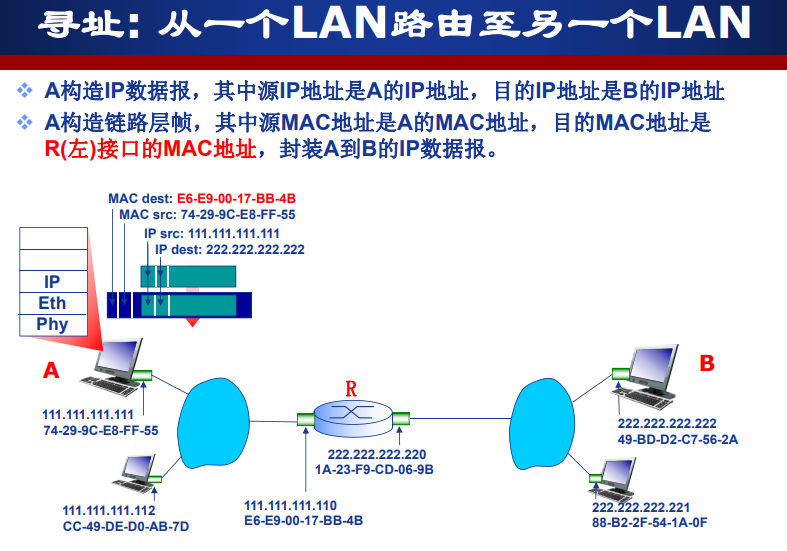 寻址: 从一个LAN路由至另一个LAN
A构造IP数据报，其中源IP地址是A的IP地址，目的IP地址是B的IP地址
A构造链路层帧，其中源MAC地址是A的MAC地址，目的MAC地址是
R(左)接口的MAC地址，封装A到B的IP数据报。
MAC dest: E6-E9-00-17-BB-4B
MAC src: 74-29-9C-E8-FF-55
IP src: 111.111.111.111
IP dest: 222.222.222.222
IP
Eth
Phy
A
R
B
111.111.111.111
74-29-9C-E8-FF-55
222.222.222.222
49-BD-D2-C7-56-2A
222.222.222.220
1A-23-F9-CD-06-9B
111.111.111.112
CC-49-DE-D0-AB-7D
111.111.111.110
E6-E9-00-17-BB-4B
222.222.222.221
88-B2-2F-54-1A-0F